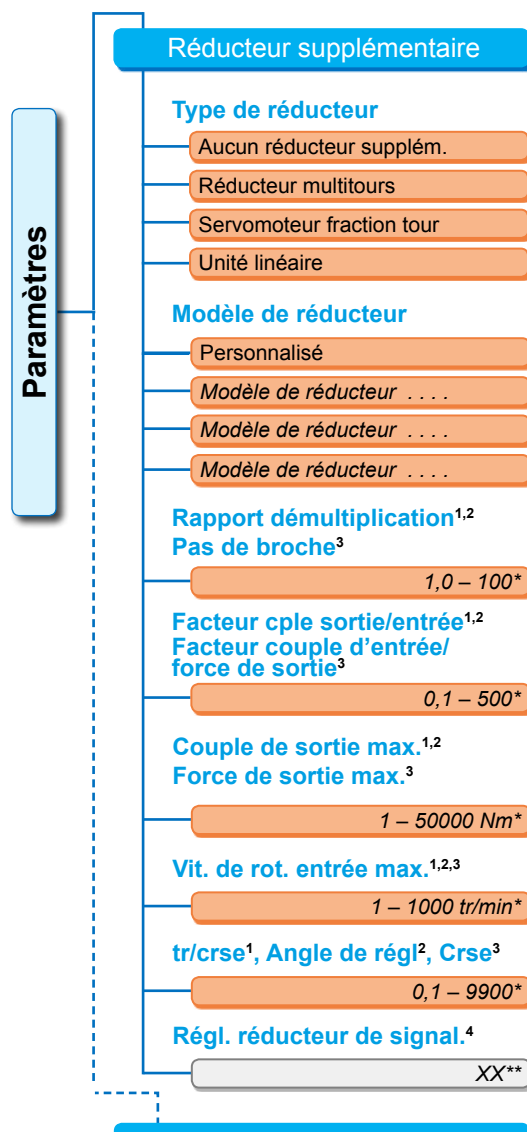 Paramètres
Réducteur supplémentaire
Type de réducteur
Aucun réducteur supplém.
Réducteur multitours
Servomoteur fraction tour
Unité linéaire
Modèle de réducteur
Personnalisé
Modèle de réducteur . . . .
Modèle de réducteur . . . .
Modèle de réducteur . . . .
Rapport démultiplication¹,²
Pas de broche³
1,0 – 100*
Facteur cple sortie/entrée¹,²
Facteur couple d’entrée/
force de sortie³
0,1 – 500*
Couple de sortie max.¹,²
Force de sortie max.³
1 – 50000 Nm*
Vit. de rot. entrée max.¹,²,³
1 – 1000 tr/min*
tr/crse¹, Angle de régl², Crse³
0,1 – 9900*
Régl. réducteur de signal.⁴
XX**